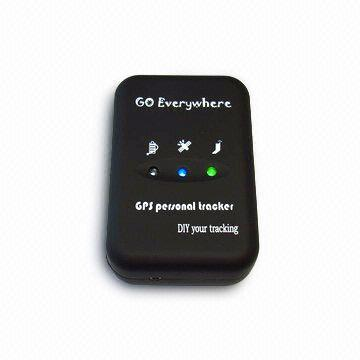 GO Everywhere
GPS personal tracker
DIY your tracking